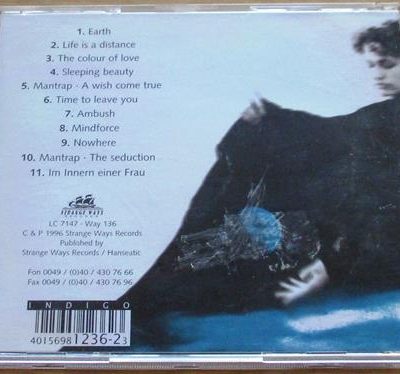 1. Earth
2. Life is a distance
3. The colour of love
4. Sleeping beauty
5. Mantrap - A wish come true
6. Time to leave you
7. Ambush
8. Mindforce
9. Nowhere
10. Mantrap - The seduction
11. Im Innern einer Frau
STRANGE WAYS
RECORDS
LC 7147 - Way 136
C & P 1996 Strange Ways Records
Published by
Strange Ways Records / Hanseatic
Fon 0049 / (0)40 / 430 76 66
Fax 0049 / (0)40 / 430 76 96
INDIGO
4015698 1236-23